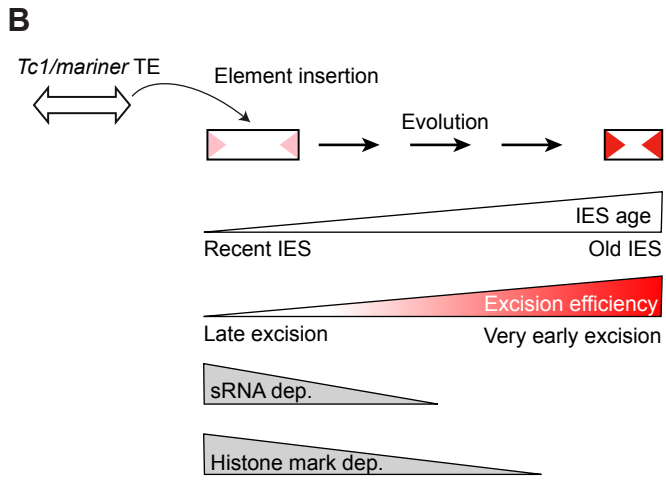 B
Tc1/mariner TE
Element insertion
Evolution
IES age
Recent IES
Old IES
Excision efficiency
Late excision
Very early excision
sRNA dep.
Histone mark dep.